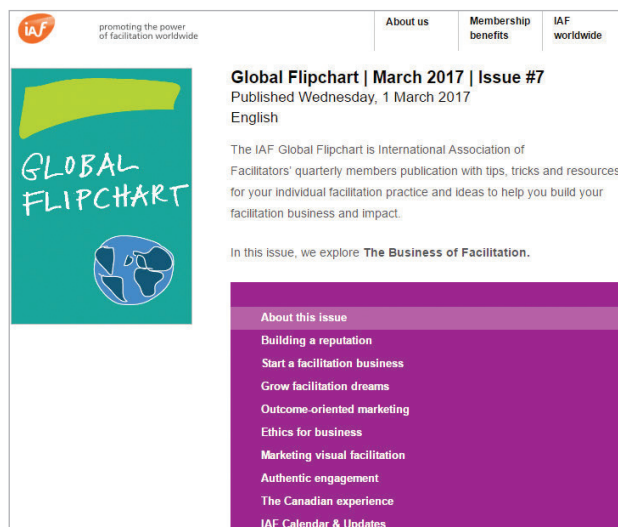 iAF
promoting the power
of facilitation worldwide
About us
Membership
benefits
IAF
worldwide
GLOBAL
FLIPCHART
Global Flipchart | March 2017 | Issue #7
Published Wednesday, 1 March 2017
English
The IAF Global Flipchart is International Association of
Facilitators' quarterly members publication with tips, tricks and resources
for your individual facilitation practice and ideas to help you build your
facilitation business and impact.
In this issue, we explore The Business of Facilitation.
About this issue
Building a reputation
Start a facilitation business
Grow facilitation dreams
Outcome-oriented marketing
Ethics for business
Marketing visual facilitation
Authentic engagement
The Canadian experience
IAF Calendar & Updates